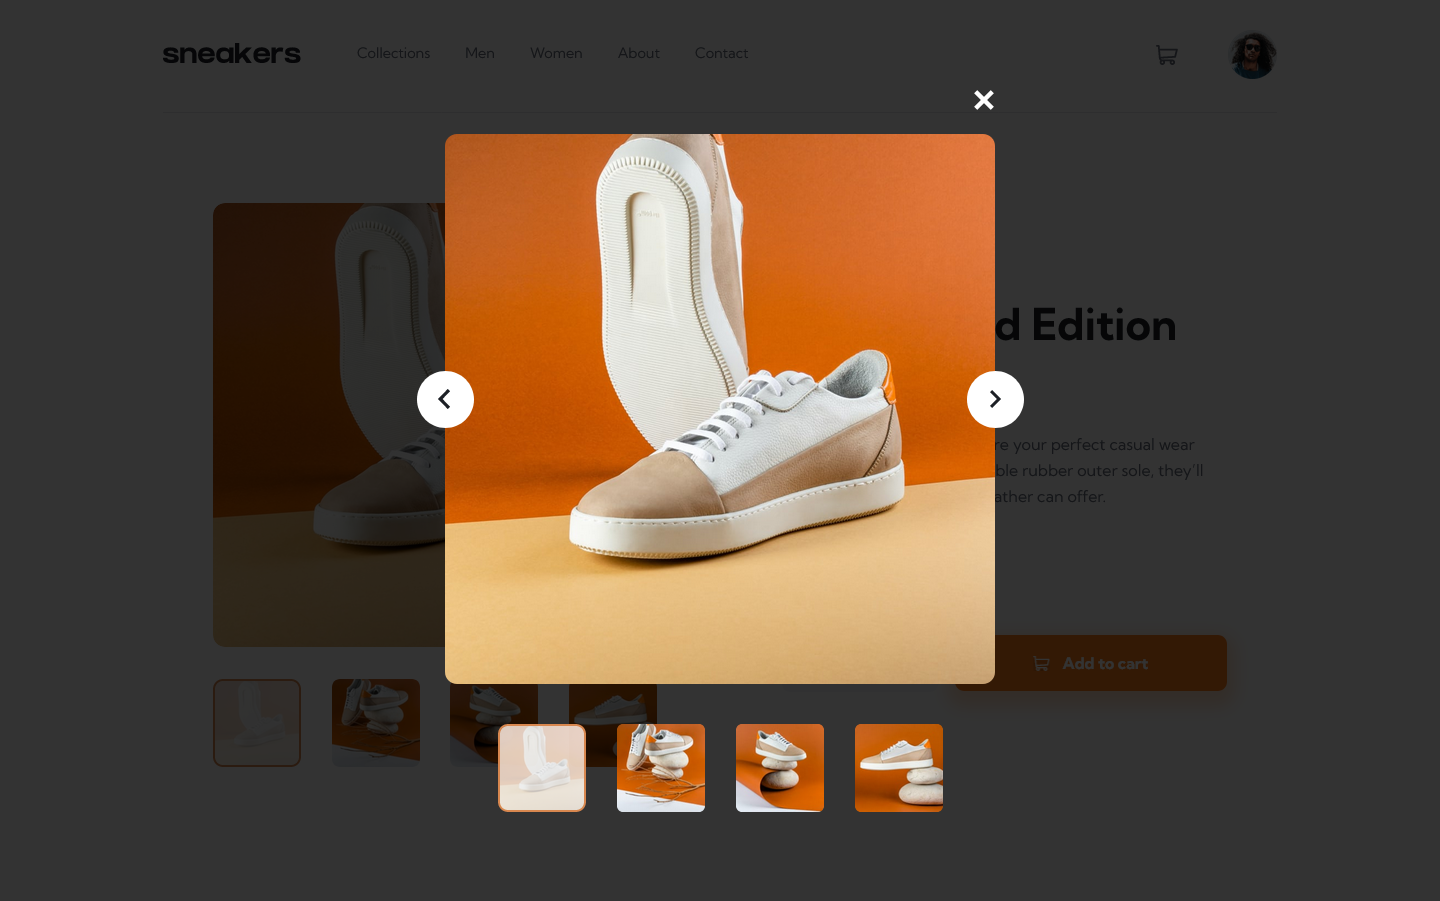 sneakers Collections Men Women About Contact
d Edition
re your perfect casual wear
ble rubber outer sole, they'll
ather can offer.
Add to cart